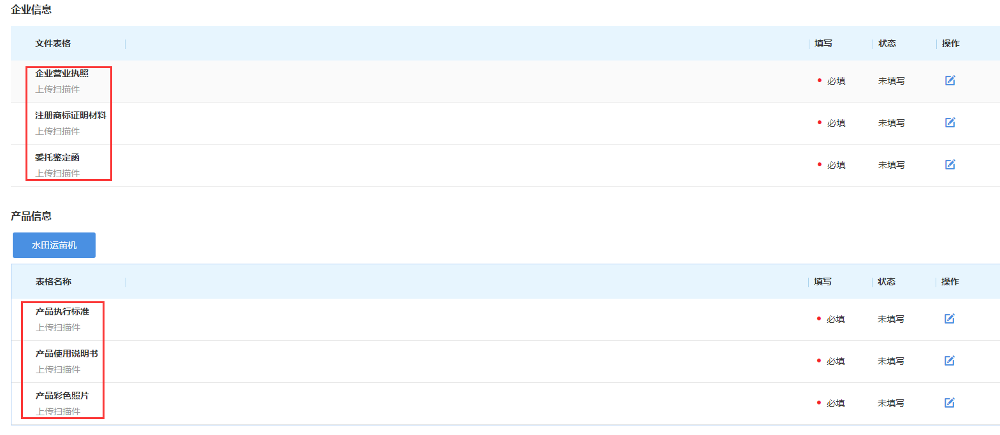 企业信息
文件表格 填写 状态 操作
企业营业执照
上传扫描件
必填 未填写
注册商标证明材料
上传扫描件
必填 未填写
委托鉴定函
上传扫描件
必填 未填写
产品信息
水田运苗机
表格名称 填写 状态 操作
产品执行标准
上传扫描件
必填 未填写
产品使用说明书
上传扫描件
必填 未填写
产品彩色照片
上传扫描件
必填 未填写